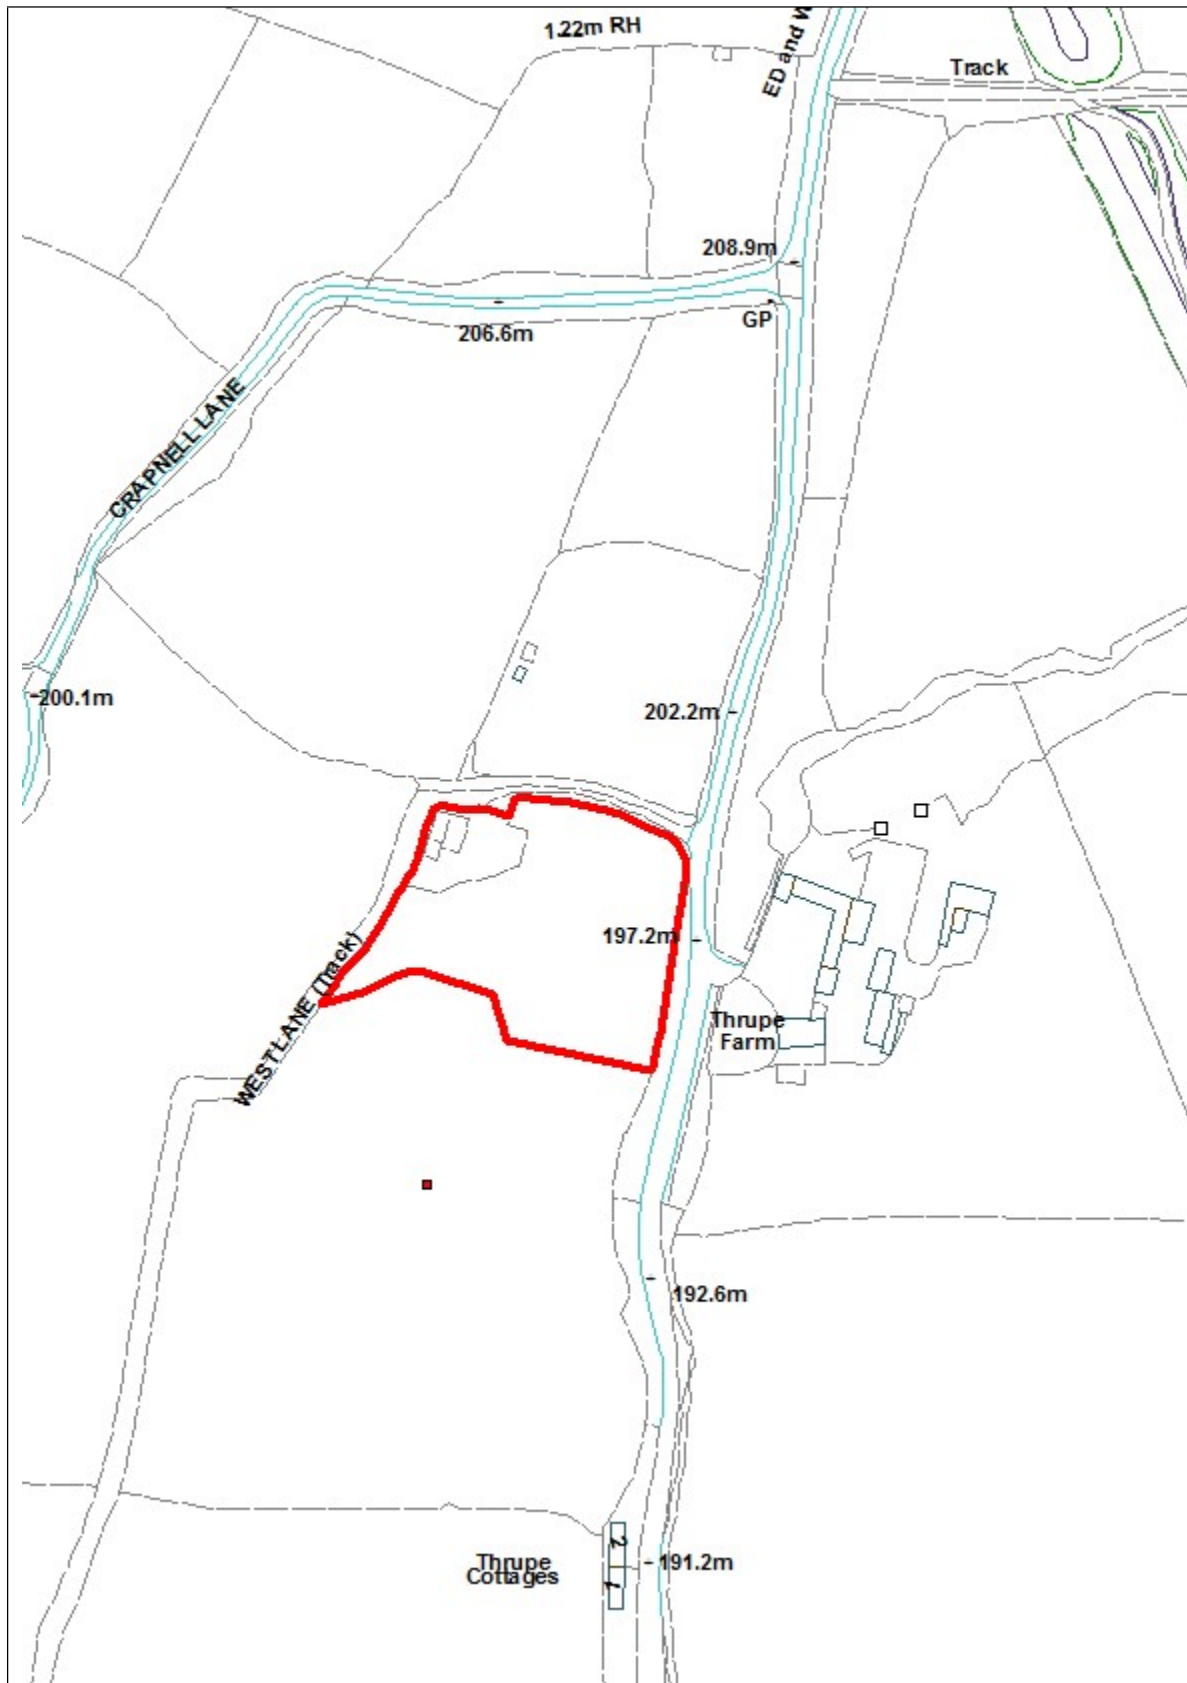 1.22m RH
ED and W
Track
208.9m
GP
206.6m
CRAPNELL LANE
200.1m
202.2m
197.2m
WEST LANE (Track)
Thrupe
Farm
192.6m
2
1
Thrupe
Cottages
191.2m